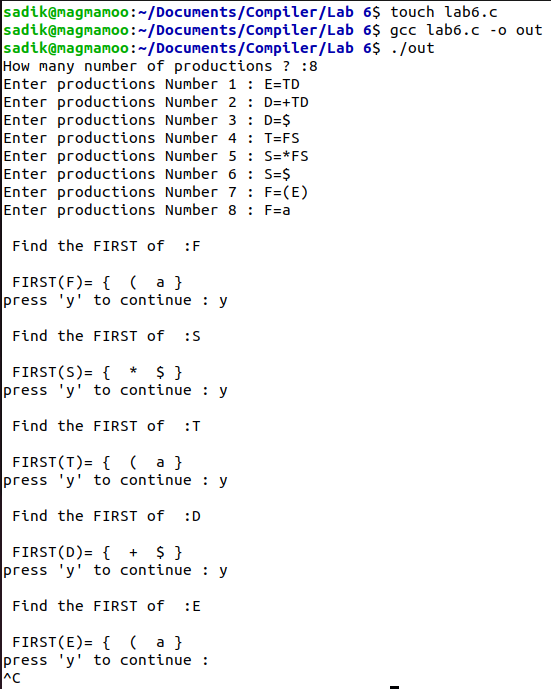 sadik@magmamoo:~/Documents/Compiler/Lab 6$ touch lab6.c
sadik@magmamoo:~/Documents/Compiler/Lab 6$ gcc lab6.c -o out
sadik@magmamoo:~/Documents/Compiler/Lab 6$ ./out
How many number of productions ? :8
Enter productions Number 1 : E=TD
Enter productions Number 2 : D=+TD
Enter productions Number 3 : D=$
Enter productions Number 4 : T=FS
Enter productions Number 5 : S=*FS
Enter productions Number 6 : S=$
Enter productions Number 7 : F=(E)
Enter productions Number 8 : F=a
Find the FIRST of  :F
FIRST(F)= {  (  a }
press 'y' to continue : y
Find the FIRST of  :S
FIRST(S)= {  *  $ }
press 'y' to continue : y
Find the FIRST of  :T
FIRST(T)= {  (  a }
press 'y' to continue : y
Find the FIRST of  :D
FIRST(D)= {  +  $ }
press 'y' to continue : y
Find the FIRST of  :E
FIRST(E)= {  (  a }
press 'y' to continue :
^C